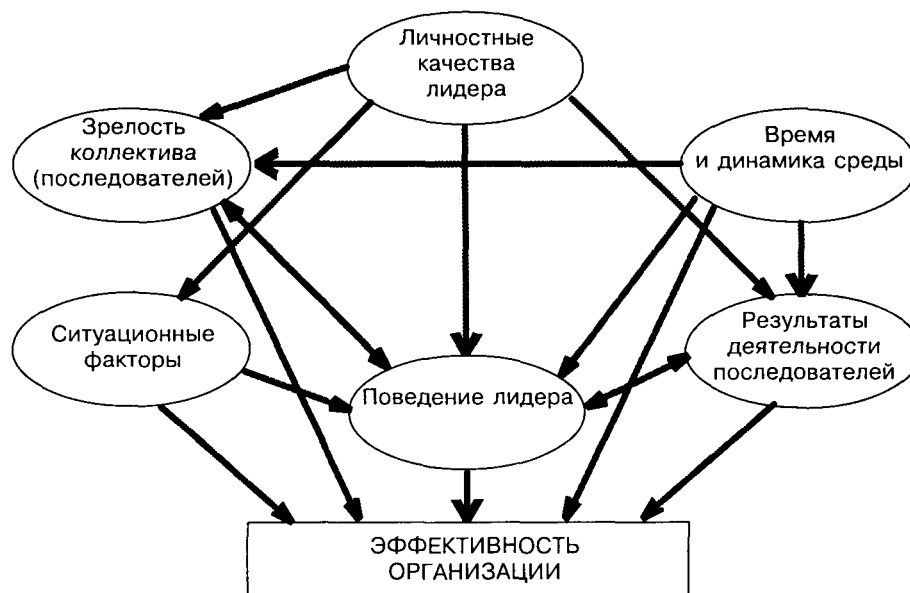 Личностные
качества
лидера
Зрелость
коллектива
(последователей)
Время
и динамика среды
Ситуационные
факторы
Поведение лидера
Результаты
деятельности
последователей
ЭФФЕКТИВНОСТЬ
ОРГАНИЗАЦИИ